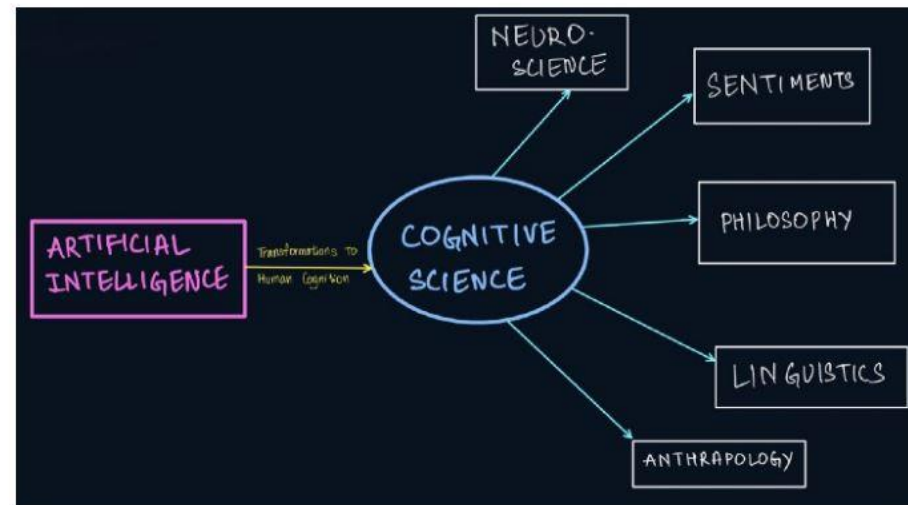 NEURO-
SCIENCE
SENTIMENTS
PHILOSOPHY
LINGUISTICS
ANTHRAPOLOGY
COGNITIVE
SCIENCE
ARTIFICIAL
INTELLIGENCE
Transformations to
Human Cognition